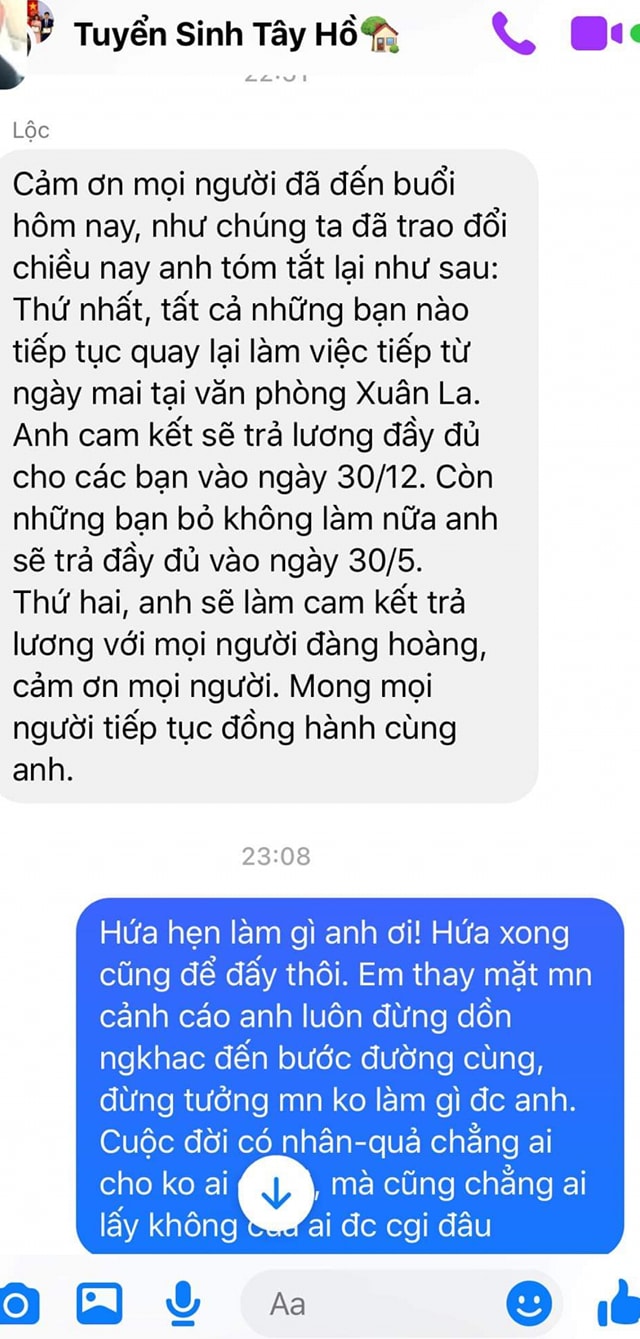 Tuyển Sinh Tây Hồ
Lộc
Cảm ơn mọi người đã đến buổi
hôm nay, như chúng ta đã trao đổi
chiều nay anh tóm tắt lại như sau:
Thứ nhất, tất cả những bạn nào
tiếp tục quay lại làm việc tiếp từ
ngày mai tại văn phòng Xuân La.
Anh cam kết sẽ trả lương đầy đủ
cho các bạn vào ngày 30/12. Còn
những bạn bỏ không làm nữa anh
sẽ trả đầy đủ vào ngày 30/5.
Thứ hai, anh sẽ làm cam kết trả
lương với mọi người đàng hoàng,
cảm ơn mọi người. Mong mọi
người tiếp tục đồng hành cùng
anh.
23:08
Hứa hẹn làm gì anh ơi! Hứa xong
cũng để đấy thôi. Em thay mặt mn
cảnh cáo anh luôn đừng dồn
ngkhac đến bước đường cùng,
đừng tưởng mn ko làm gì đc anh.
Cuộc đời có nhân-quả chẳng ai
cho ko ai , mà cũng chẳng ai
lấy không ai đc cgi đâu
Aa